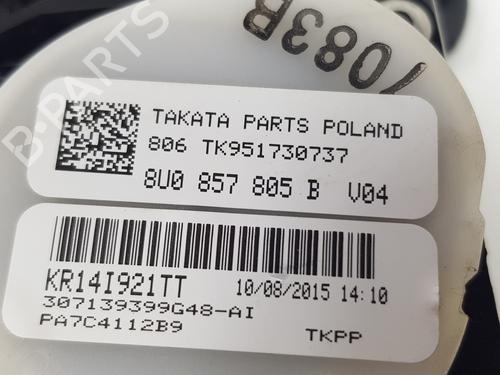 7083B
TAKATA PARTS POLAND
806 TK951730737
8U0 857 805 B V04
KR14I921TT 10/08/2015 14:10
307139399G48-AI
PA7C4112B9 TKPP
B-PARTS